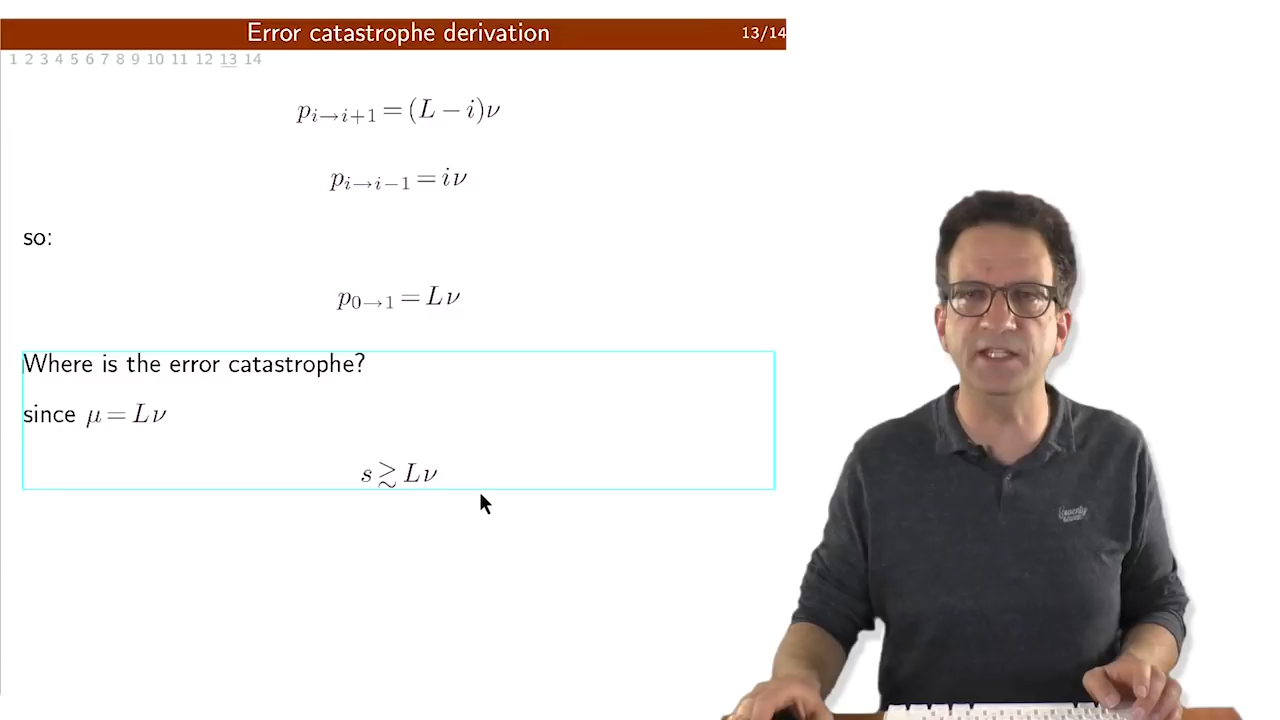 Error catastrophe derivation 13/14
1 2 3 4 5 6 7 8 9 10 11 12 13 14
p_{i→i+1} = (L − i)ν
p_{i→i−1} = iν
so:
p_{0→1} = Lν
Where is the error catastrophe?
since μ = Lν
s ≳ Lν